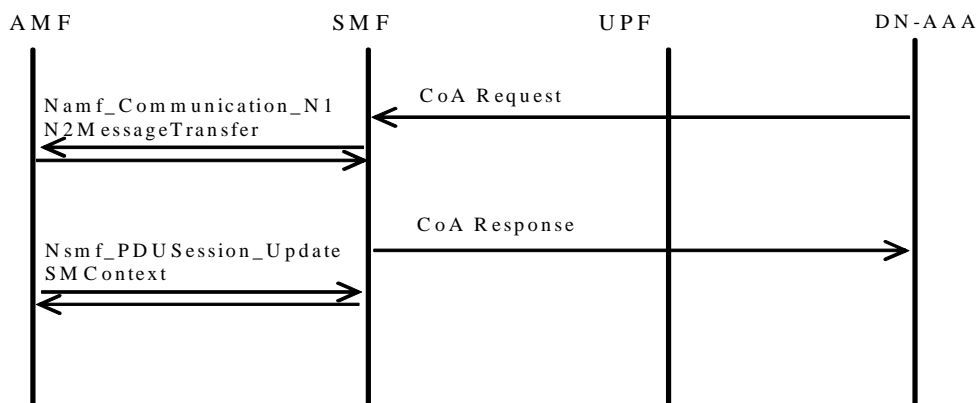 AMF
SMF
UPF
DN-AAA
CoA Request
Namf_Communication_N1
N2MessageTransfer
CoA Response
Nsmf_PDUSession_Update
SMContext